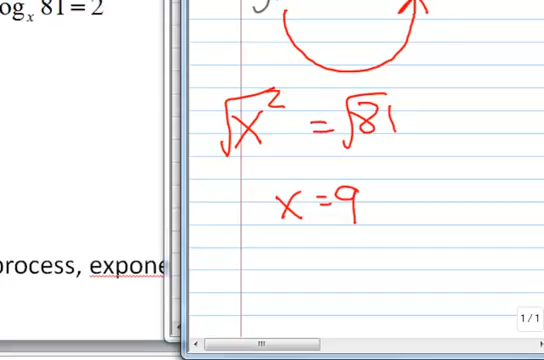 log_x 81 = 2
√x² = √81
x = 9
process, expone
1 / 1